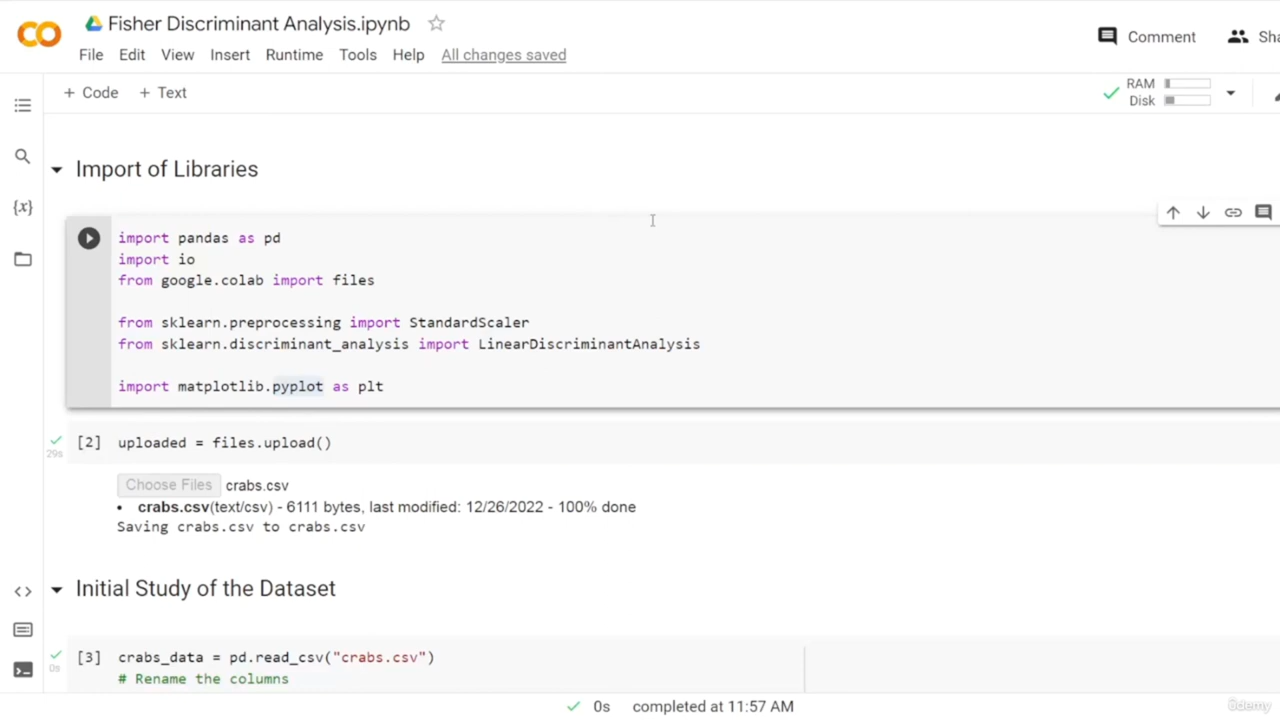 Fisher Discriminant Analysis.ipynb
Comment
Sha
File Edit View Insert Runtime Tools Help All changes saved
+ Code + Text
RAM
Disk
Import of Libraries
{x}
import pandas as pd
import io
from google.colab import files
from sklearn.preprocessing import StandardScaler
from sklearn.discriminant_analysis import LinearDiscriminantAnalysis
import matplotlib.pyplot as plt
[2] uploaded = files.upload()
29s
Choose Files crabs.csv
• crabs.csv(text/csv) - 6111 bytes, last modified: 12/26/2022 - 100% done
Saving crabs.csv to crabs.csv
Initial Study of the Dataset
[3] crabs_data = pd.read_csv("crabs.csv")
0s
# Rename the columns
0s completed at 11:57 AM
ûdemy